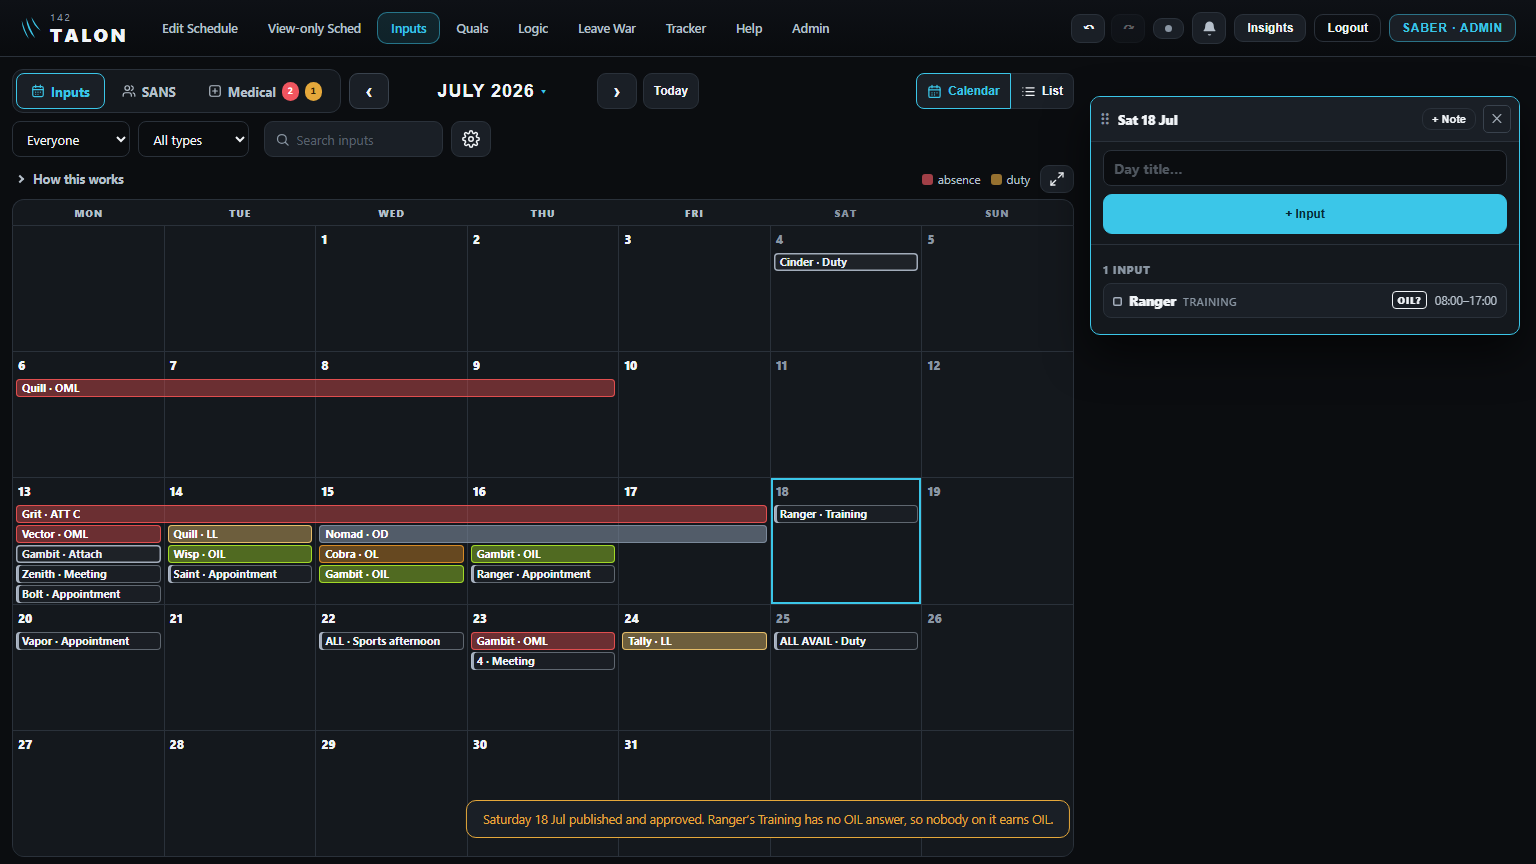 142
TALON
Edit Schedule
View-only Sched
Inputs
Quals
Logic
Leave War
Tracker
Help
Admin
Insights
Logout
SABER · ADMIN
Inputs
SANS
Medical
2
1
‹
JULY 2026
›
Today
Calendar
List
Everyone
All types
Search inputs
How this works
absence
duty
MON
TUE
WED
THU
FRI
SAT
SUN
1
2
3
4
5
Cinder · Duty
6
7
8
9
10
11
12
Quill · OML
13
14
15
16
17
18
19
Grit · ATT C
Ranger · Training
Vector · OML
Quill · LL
Nomad · OD
Gambit · Attach
Wisp · OIL
Cobra · OL
Gambit · OIL
Zenith · Meeting
Saint · Appointment
Gambit · OIL
Ranger · Appointment
Bolt · Appointment
20
21
22
23
24
25
26
Vapor · Appointment
ALL · Sports afternoon
Gambit · OML
Tally · LL
ALL AVAIL · Duty
4 · Meeting
27
28
29
30
31
Saturday 18 Jul published and approved. Ranger's Training has no OIL answer, so nobody on it earns OIL.
Sat 18 Jul
+ Note
Day title...
+ Input
1 INPUT
Ranger TRAINING
OIL?
08:00–17:00